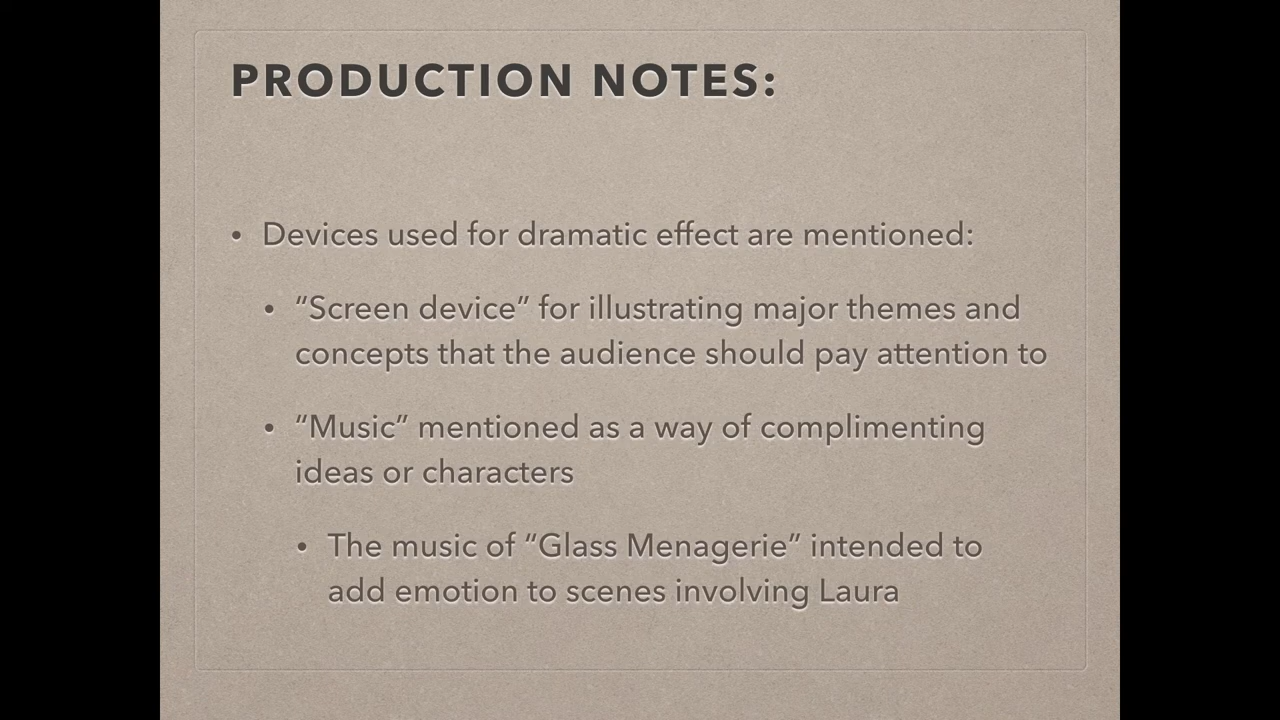 PRODUCTION NOTES:
• Devices used for dramatic effect are mentioned:
• “Screen device” for illustrating major themes and
concepts that the audience should pay attention to
• “Music” mentioned as a way of complimenting
ideas or characters
• The music of “Glass Menagerie” intended to
add emotion to scenes involving Laura